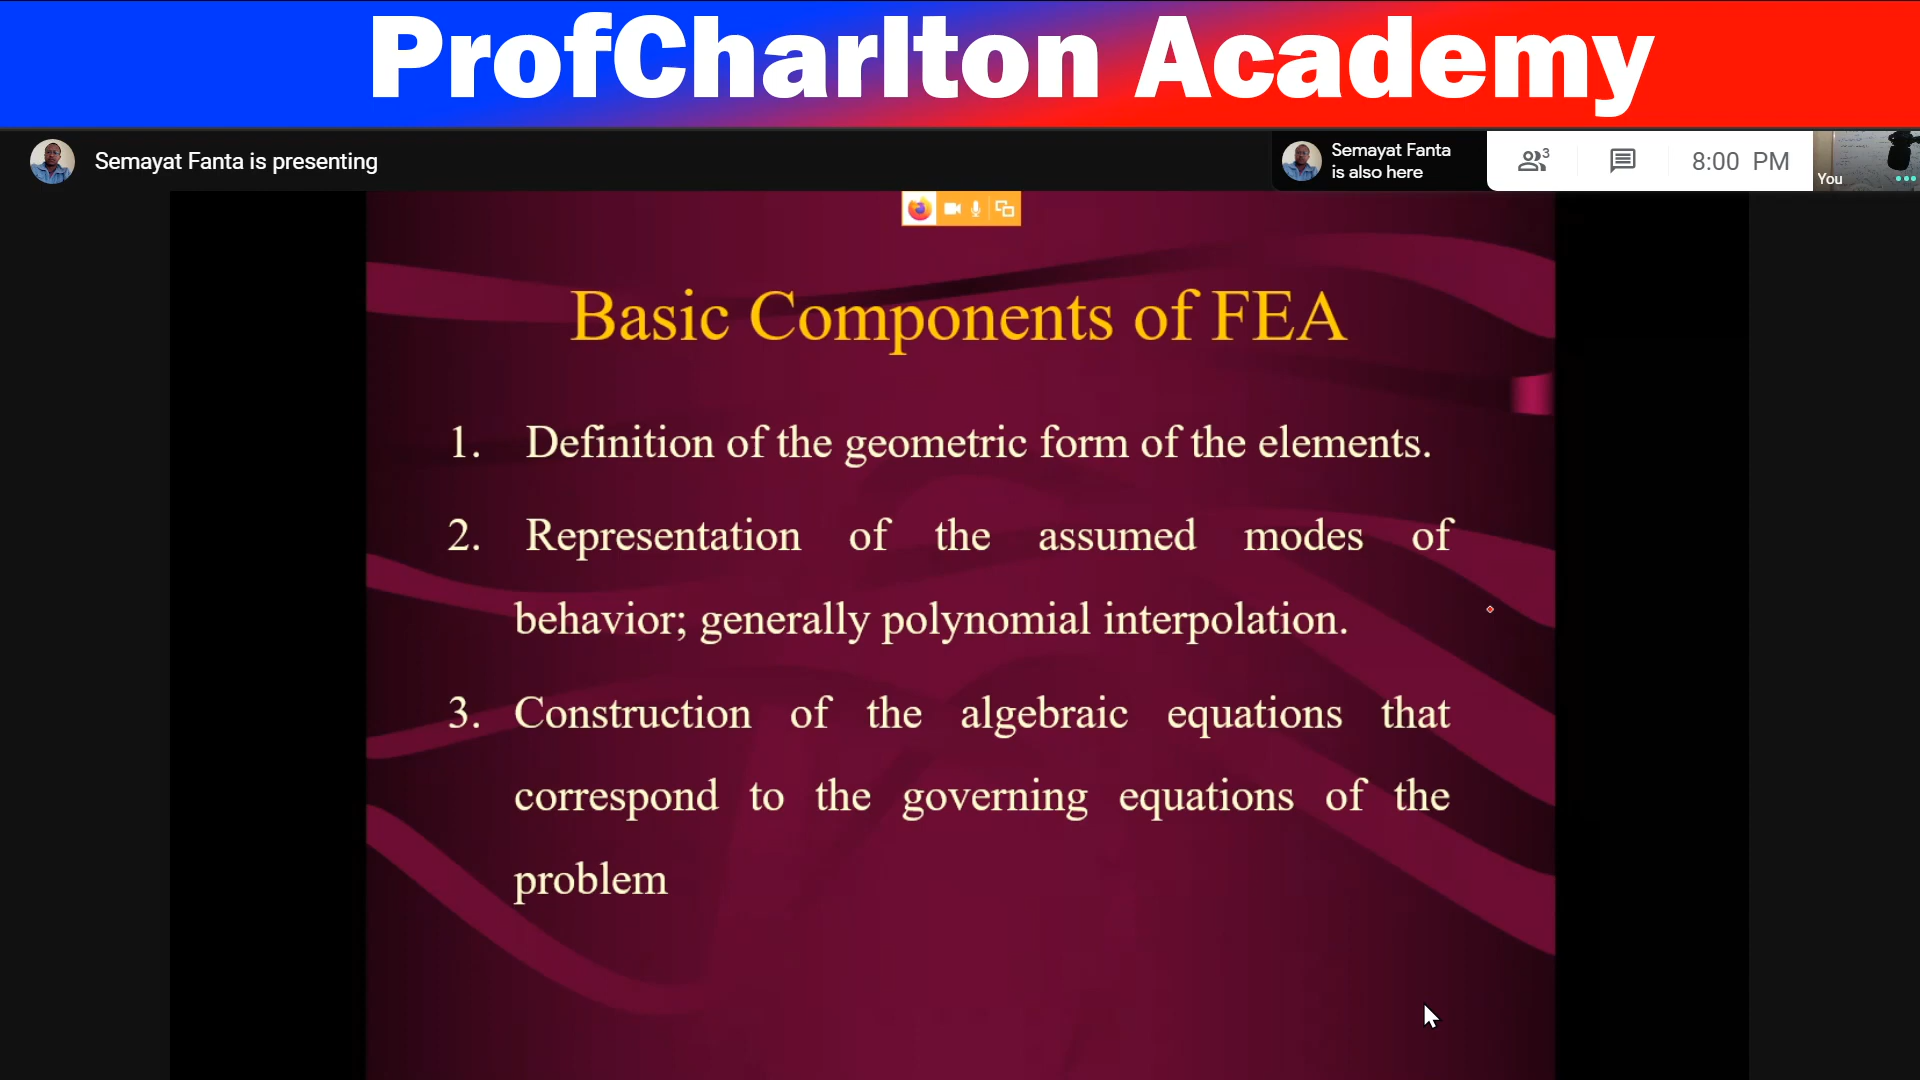 ProfCharlton Academy
Semayat Fanta is presenting
Semayat Fanta
is also here
3
8:00 PM
You
Basic Components of FEA
1. Definition of the geometric form of the elements.
2. Representation of the assumed modes of
behavior; generally polynomial interpolation.
3. Construction of the algebraic equations that
correspond to the governing equations of the
problem